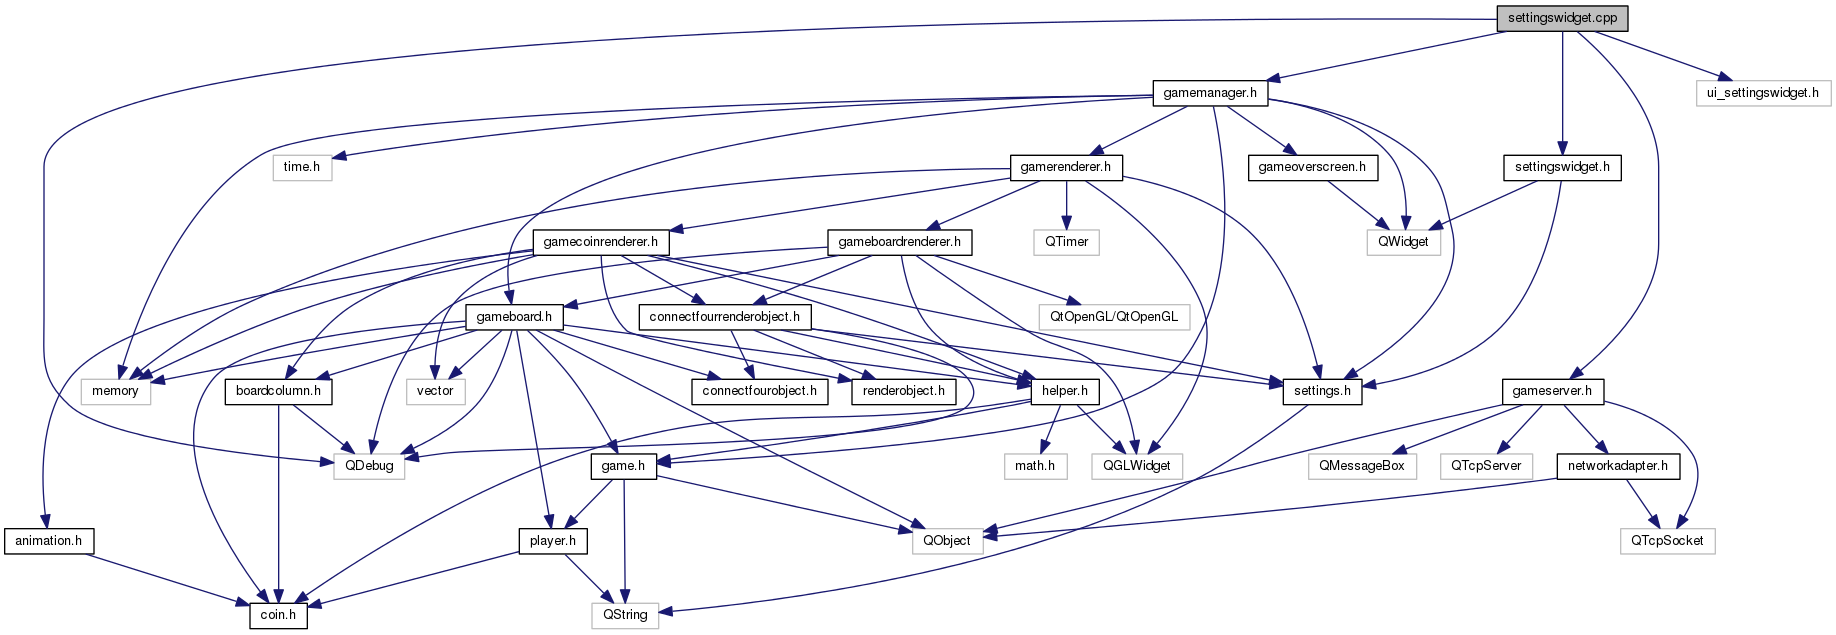 settingswidget.cpp
gamemanager.h
ui_settingswidget.h
time.h
gamerenderer.h
gameoverscreen.h
settingswidget.h
gamecoinrenderer.h
gameboardrenderer.h
QTimer
QWidget
gameboard.h
connectfourrenderobject.h
QtOpenGL/QtOpenGL
memory
boardcolumn.h
vector
connectfourobject.h
renderobject.h
helper.h
settings.h
gameserver.h
QDebug
game.h
math.h
QGLWidget
QMessageBox
QTcpServer
networkadapter.h
animation.h
player.h
QObject
QTcpSocket
coin.h
QString